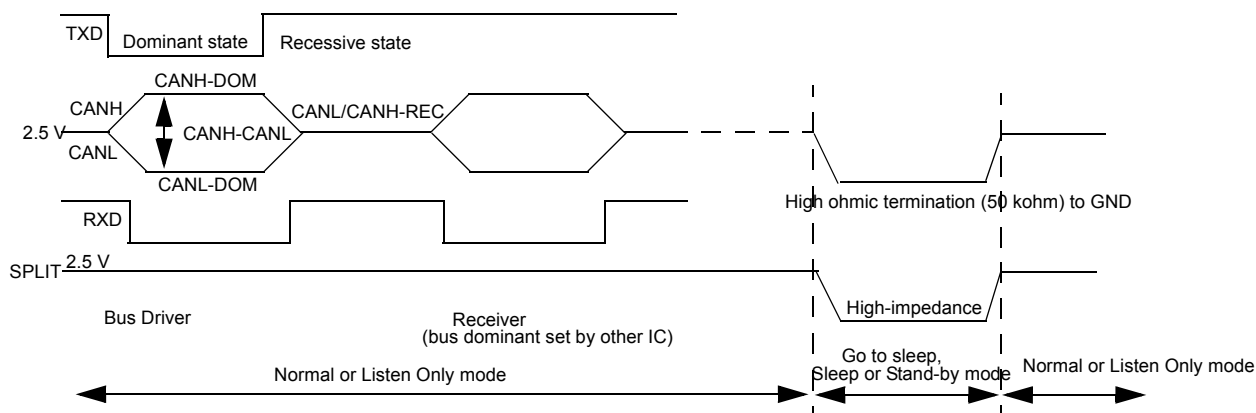 TXD
Dominant state
Recessive state
CANH-DOM
CANH
CANL/CANH-REC
2.5 V
CANH-CANL
CANL
CANL-DOM
High ohmic termination (50 kohm) to GND
RXD
2.5 V
SPLIT
High-impedance
Bus Driver
Receiver
(bus dominant set by other IC)
Go to sleep,
Sleep or Stand-by mode
Normal or Listen Only mode
Normal or Listen Only mode